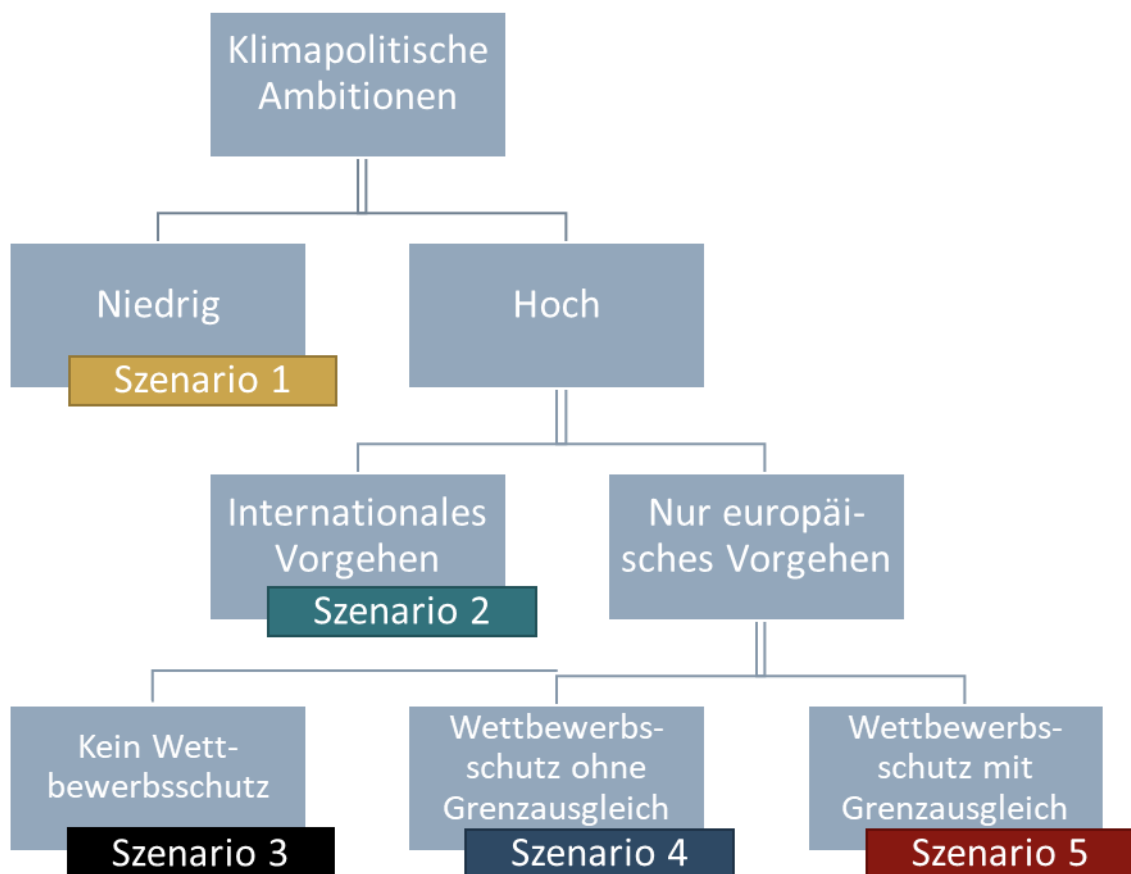 Klimapolitische
Ambitionen
Niedrig
Szenario 1
Hoch
Internationales
Vorgehen
Szenario 2
Nur europäi-
sches Vorgehen
Kein Wett-
bewerbsschutz
Szenario 3
Wettbewerbs-
schutz ohne
Grenzausgleich
Szenario 4
Wettbewerbs-
schutz mit
Grenzausgleich
Szenario 5